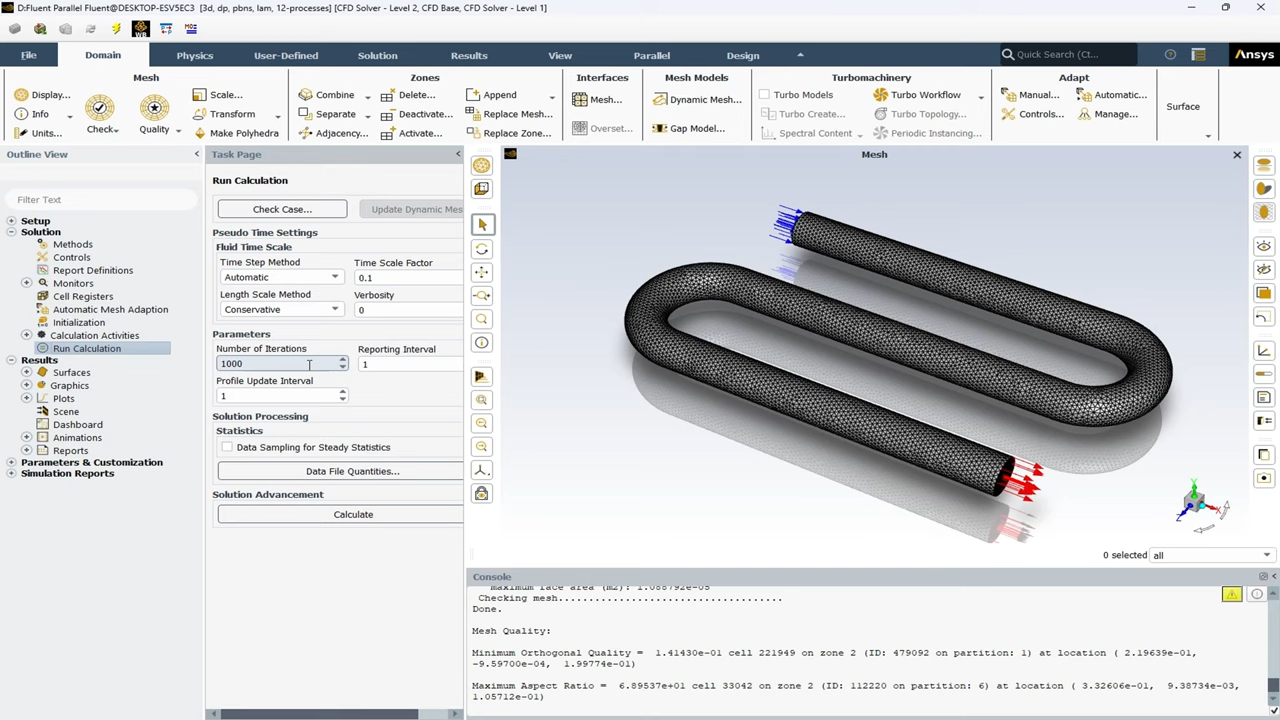 D:Fluent Parallel Fluent@DESKTOP-ESV5EC3 [3d, dp, pbns, lam, 12-processes] [CFD Solver - Level 2, CFD Base, CFD Solver - Level 1]
File Domain Physics User-Defined Solution Results View Parallel Design Quick Search (Ct... Ansys
Mesh Zones Interfaces Mesh Models Turbomachinery Adapt
Display... Scale... Combine Delete... Append Mesh... Dynamic Mesh... Turbo Models Turbo Workflow Manual... Automatic...
Info Check Quality Transform Separate Deactivate... Replace Mesh... Turbo Create... Turbo Topology... Controls... Manage... Surface
Units... Make Polyhedra Adjacency... Activate... Replace Zone... Overset... Gap Model... Spectral Content Periodic Instancing...
Outline View
Filter Text
Setup
Solution
Methods
Controls
Report Definitions
Monitors
Cell Registers
Automatic Mesh Adaption
Initialization
Calculation Activities
Run Calculation
Results
Surfaces
Graphics
Plots
Scene
Dashboard
Animations
Reports
Parameters & Customization
Simulation Reports
Task Page
Run Calculation
Check Case... Update Dynamic Mes
Pseudo Time Settings
Fluid Time Scale
Time Step Method Time Scale Factor
Automatic 0.1
Length Scale Method Verbosity
Conservative 0
Parameters
Number of Iterations Reporting Interval
1000 1
Profile Update Interval
1
Solution Processing
Statistics
Data Sampling for Steady Statistics
Data File Quantities...
Solution Advancement
Calculate
Mesh
0 selected all
Console
Checking mesh...................................
Done.
Mesh Quality:
Minimum Orthogonal Quality = 1.41430e-01 cell 221949 on zone 2 (ID: 479092 on partition: 1) at location ( 2.19639e-01,
-9.59700e-04, 1.99774e-01)
Maximum Aspect Ratio = 6.89537e+01 cell 33042 on zone 2 (ID: 112220 on partition: 6) at location ( 3.32606e-01, 9.38734e-03,
1.05712e-01)